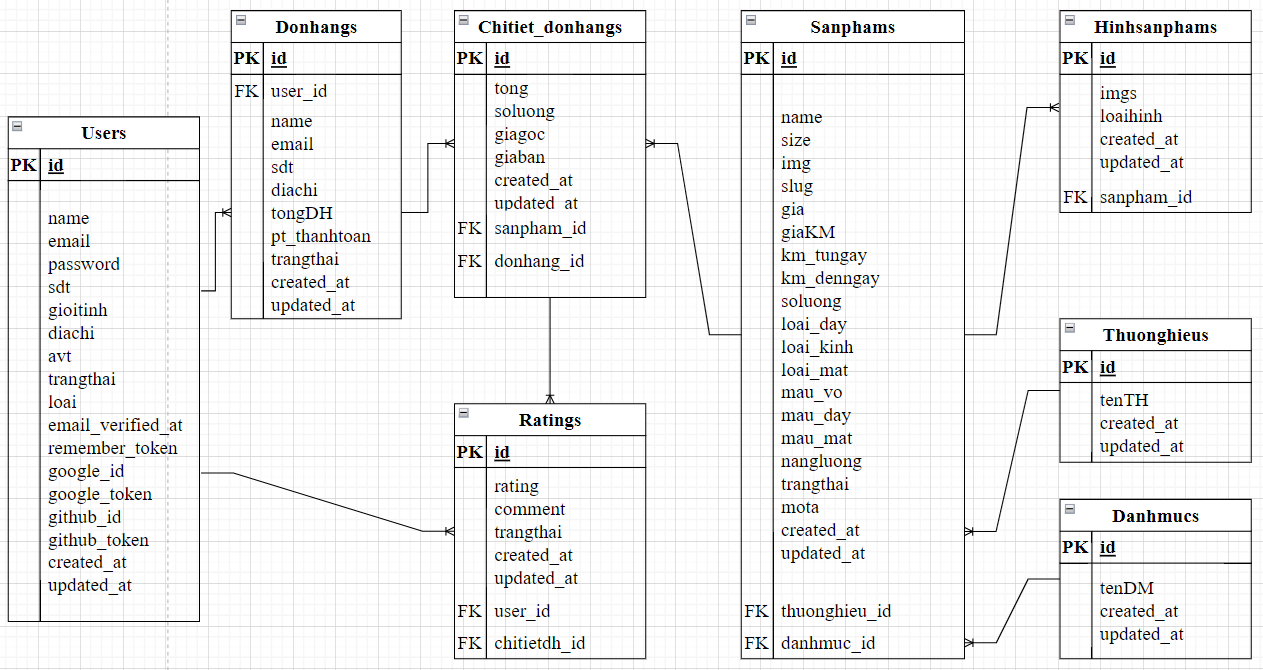 Users
PK id
name
email
password
sdt
gioitinh
diachi
avt
trangthai
loai
email_verified_at
remember_token
google_id
google_token
github_id
github_token
created_at
updated_at
Donhangs
PK id
FK user_id
name
email
sdt
diachi
tongDH
pt_thanhtoan
trangthai
created_at
updated_at
Chitiet_donhangs
PK id
tong
soluong
giagoc
giaban
created_at
updated_at
FK sanpham_id
FK donhang_id
Ratings
PK id
rating
comment
trangthai
created_at
updated_at
FK user_id
FK chitietdh_id
Sanphams
PK id
name
size
img
slug
gia
giaKM
km_tungay
km_denngay
soluong
loai_day
loai_kinh
loai_mat
mau_vo
mau_day
mau_mat
nangluong
trangthai
mota
created_at
updated_at
FK thuonghieu_id
FK danhmuc_id
Hinhsanphams
PK id
imgs
loaihinh
created_at
updated_at
FK sanpham_id
Thuonghieus
PK id
tenTH
created_at
updated_at
Danhmucs
PK id
tenDM
created_at
updated_at